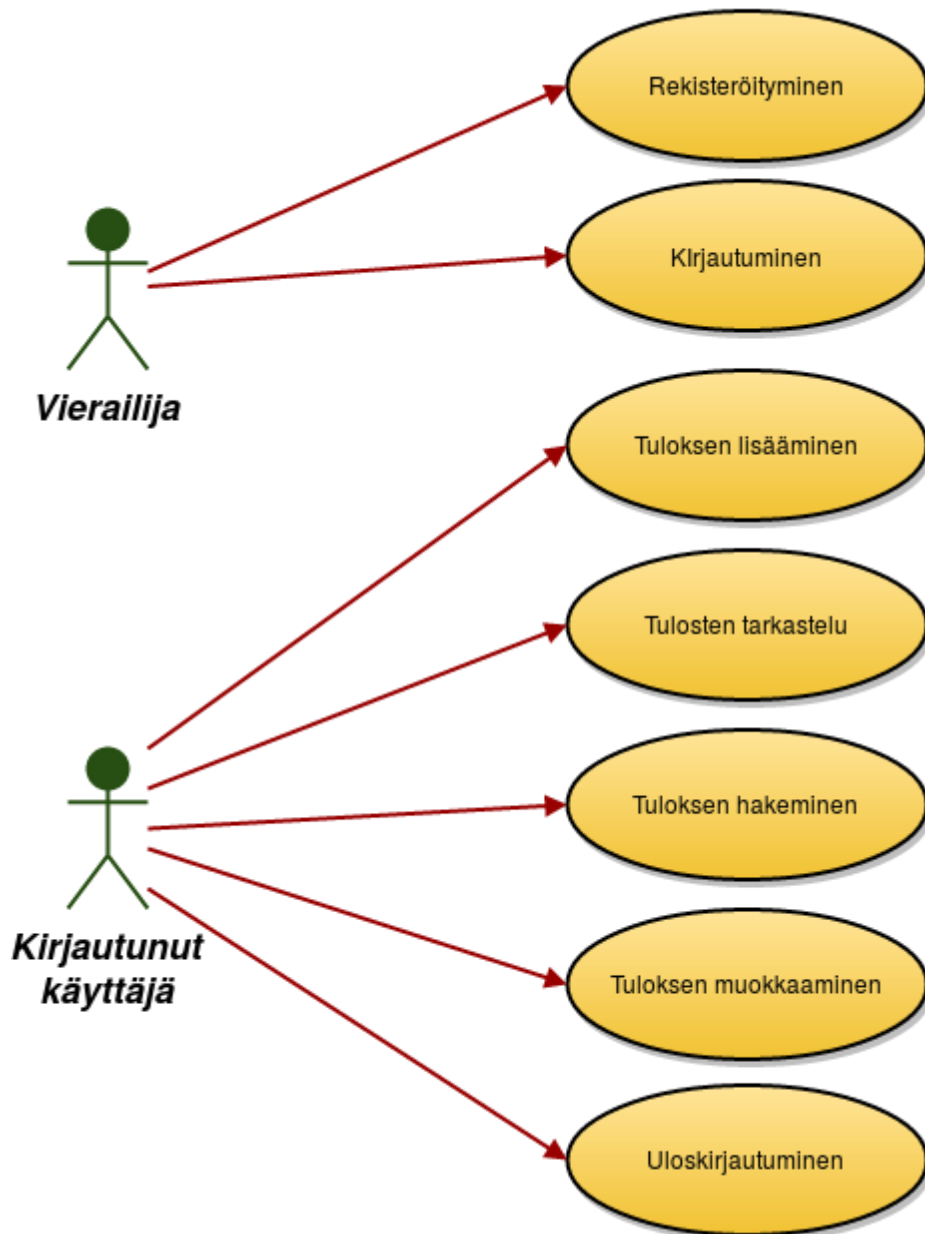 Rekisteröityminen
KIrjautuminen
Vierailija
Tuloksen lisääminen
Tulosten tarkastelu
Tuloksen hakeminen
Kirjautunut
käyttäjä
Tuloksen muokkaaminen
Uloskirjautuminen